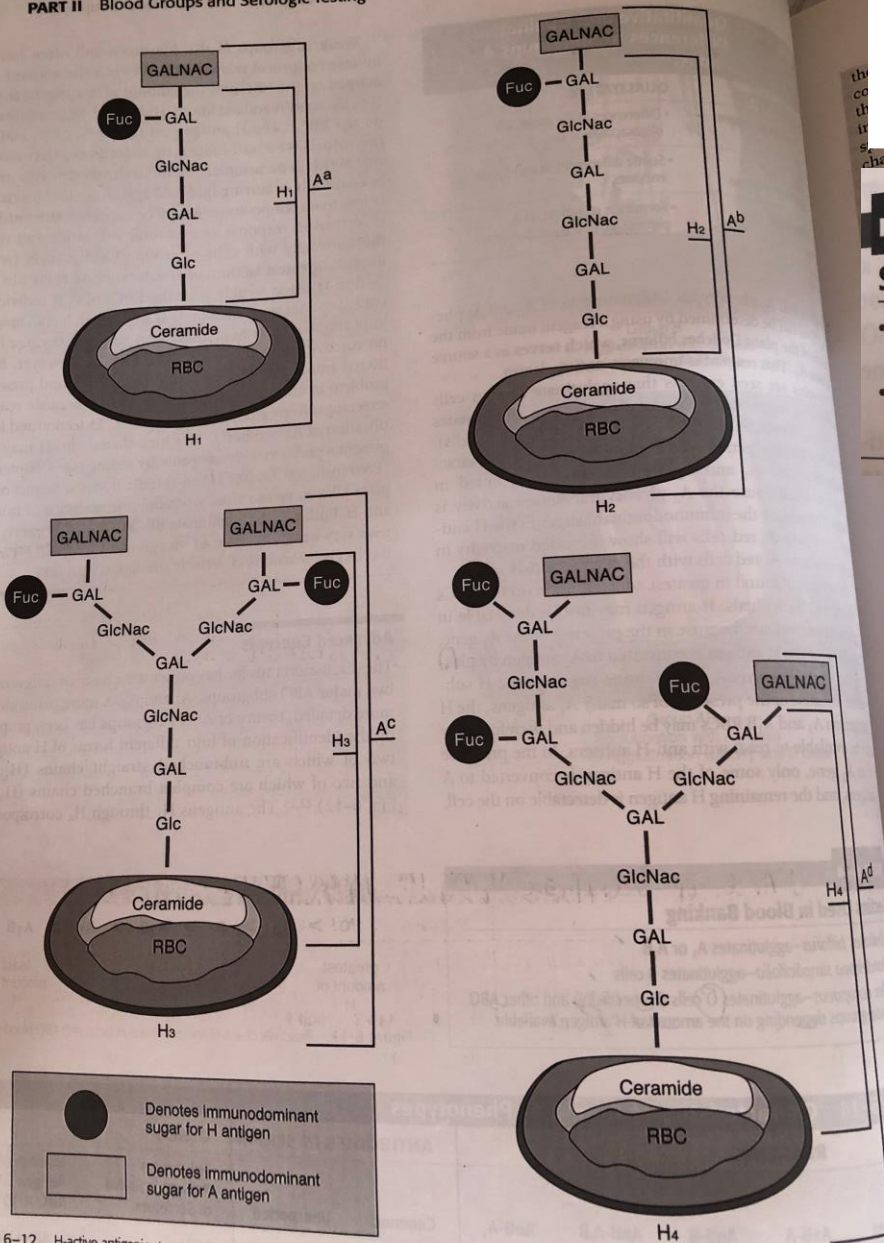 PART II Blood Groups and Serologic Testing
GALNAC
Fuc
GAL
GlcNac
GAL
Glc
Ceramide
RBC
H1
Aᵃ
H1
GALNAC
Fuc
GAL
GlcNac
GAL
GlcNac
GAL
Glc
Ceramide
RBC
H2
Aᵇ
H2
GALNAC
GALNAC
Fuc
GAL
GAL
Fuc
GlcNac
GlcNac
GAL
GlcNac
GAL
Glc
Ceramide
RBC
H3
Aᶜ
H3
Fuc
GALNAC
GAL
GlcNac
Fuc
GAL
GlcNac
Fuc
GALNAC
GAL
GlcNac
GAL
GlcNac
GAL
Glc
Ceramide
RBC
H4
Aᵈ
H4
Denotes immunodominant
sugar for H antigen
Denotes immunodominant
sugar for A antigen
6–12